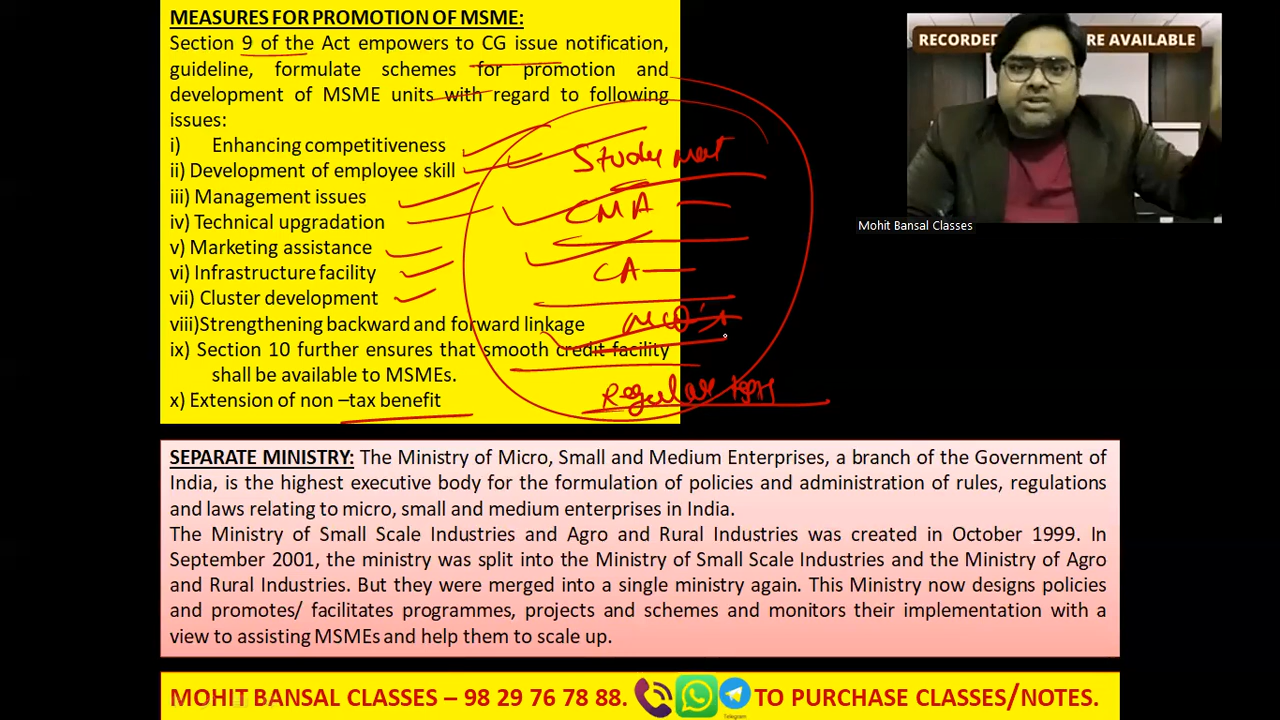 MEASURES FOR PROMOTION OF MSME:
Section 9 of the Act empowers to CG issue notification,
guideline, formulate schemes for promotion and
development of MSME units with regard to following
issues:
i) Enhancing competitiveness
ii) Development of employee skill
iii) Management issues
iv) Technical upgradation
v) Marketing assistance
vi) Infrastructure facility
vii) Cluster development
viii)Strengthening backward and forward linkage
ix) Section 10 further ensures that smooth credit facility
shall be available to MSMEs.
x) Extension of non –tax benefit
Study mat
CMA
CA
Regular
RECORDED RE AVAILABLE
Mohit Bansal Classes
SEPARATE MINISTRY: The Ministry of Micro, Small and Medium Enterprises, a branch of the Government of
India, is the highest executive body for the formulation of policies and administration of rules, regulations
and laws relating to micro, small and medium enterprises in India.
The Ministry of Small Scale Industries and Agro and Rural Industries was created in October 1999. In
September 2001, the ministry was split into the Ministry of Small Scale Industries and the Ministry of Agro
and Rural Industries. But they were merged into a single ministry again. This Ministry now designs policies
and promotes/ facilitates programmes, projects and schemes and monitors their implementation with a
view to assisting MSMEs and help them to scale up.
MOHIT BANSAL CLASSES – 98 29 76 78 88. TO PURCHASE CLASSES/NOTES.
Telegram